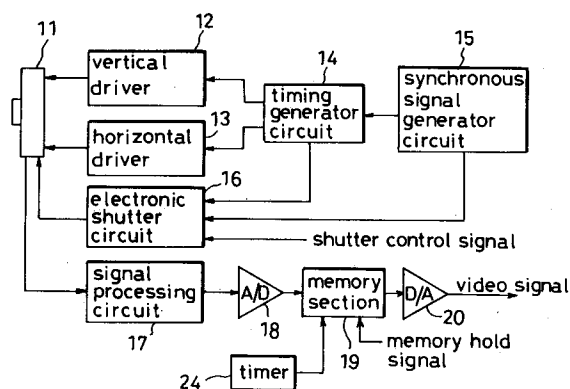 11
12
vertical
driver
13
horizontal
driver
14
timing
generator
circuit
15
synchronous
signal
generator
circuit
16
electronic
shutter
circuit
shutter control signal
signal
processing
circuit
17
A/D
18
memory
section
19
D/A
20
video signal
memory hold
signal
24
timer